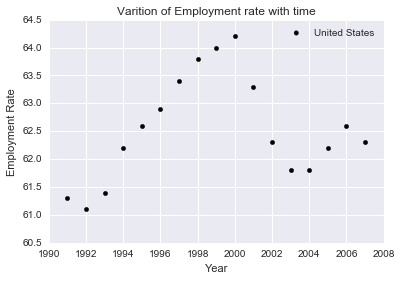 Varition of Employment rate with time
United States
64.5
64.0
63.5
63.0
62.5
62.0
61.5
61.0
60.5
Employment Rate
1990 1992 1994 1996 1998 2000 2002 2004 2006 2008
Year